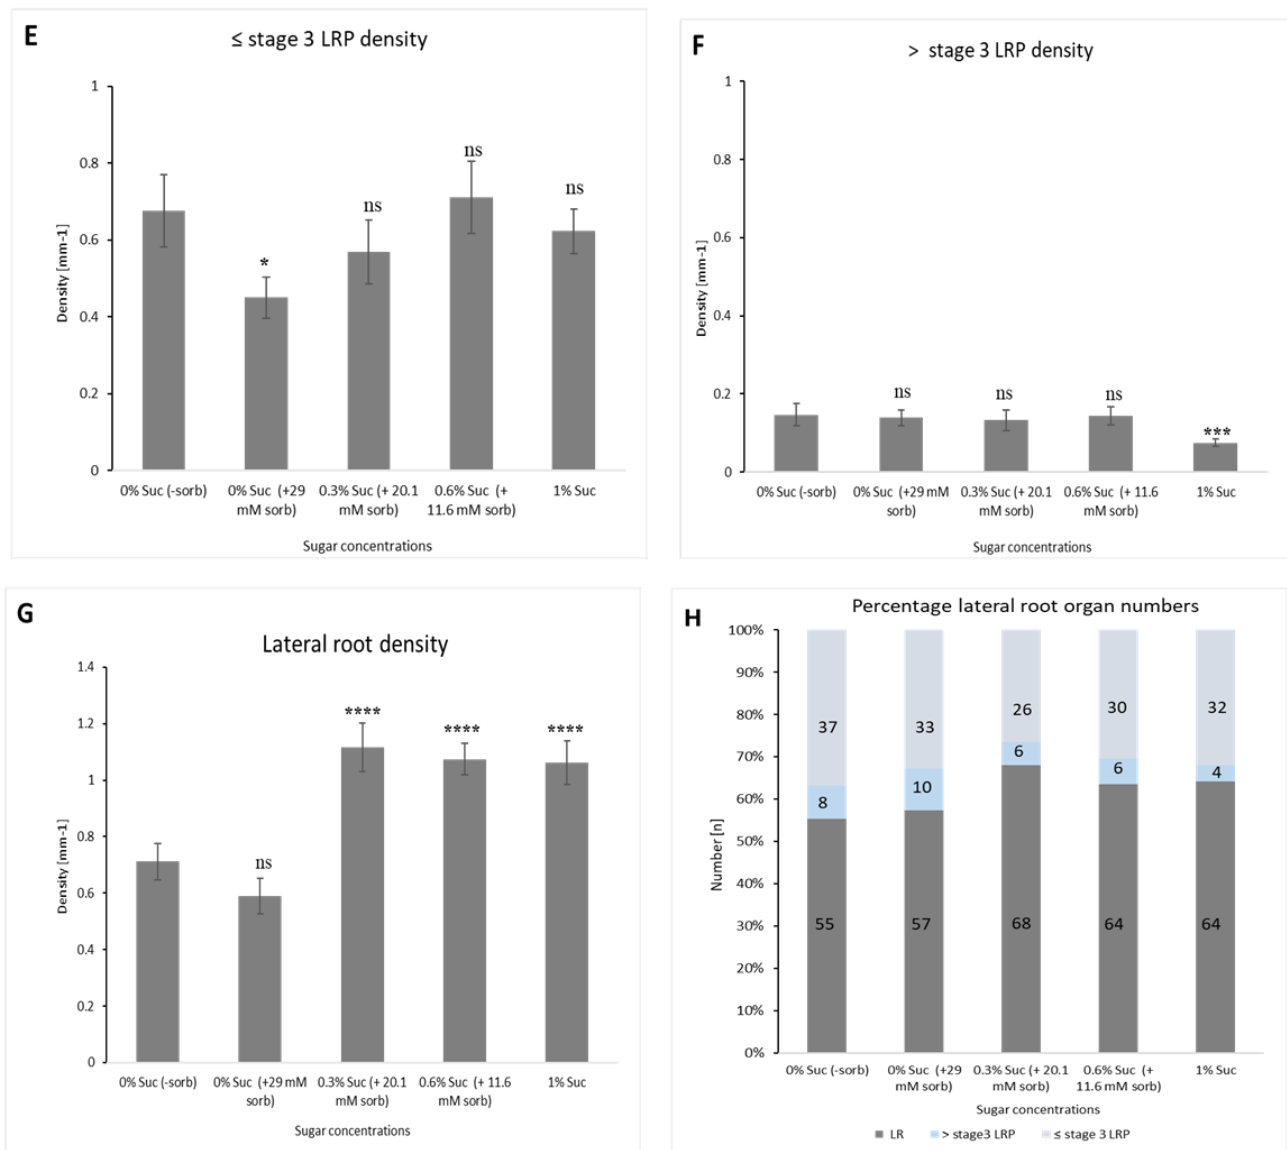 E
≤ stage 3 LRP density
1
0.8
0.6
0.4
0.2
0
Density [mm-1]
*
ns
ns
ns
0% Suc (-sorb)
0% Suc (+29
mM sorb)
0.3% Suc (+ 20.1
mM sorb)
0.6% Suc (+
11.6 mM sorb)
1% Suc
Sugar concentrations
F
> stage 3 LRP density
1
0.8
0.6
0.4
0.2
0
Density [mm-1]
ns
ns
ns
***
0% Suc (-sorb)
0% Suc (+29 mM
sorb)
0.3% Suc (+ 20.1
mM sorb)
0.6% Suc (+ 11.6
mM sorb)
1% Suc
Sugar concentrations
G
Lateral root density
1.4
1.2
1
0.8
0.6
0.4
0.2
0
Density [mm-1]
ns
****
****
****
0% Suc (-sorb)
0% Suc (+29 mM
sorb)
0.3% Suc (+ 20.1
mM sorb)
0.6% Suc (+ 11.6
mM sorb)
1% Suc
Sugar concentrations
H
Percentage lateral root organ numbers
100%
90%
80%
70%
60%
50%
40%
30%
20%
10%
0%
Number [n]
37
33
26
30
32
8
10
6
6
4
55
57
68
64
64
0% Suc (-sorb)
0% Suc (+29
mM sorb)
0.3% Suc (+ 20.1
mM sorb)
0.6% Suc (+
11.6 mM sorb)
1% Suc
Sugar concentrations
LR
> stage3 LRP
≤ stage 3 LRP